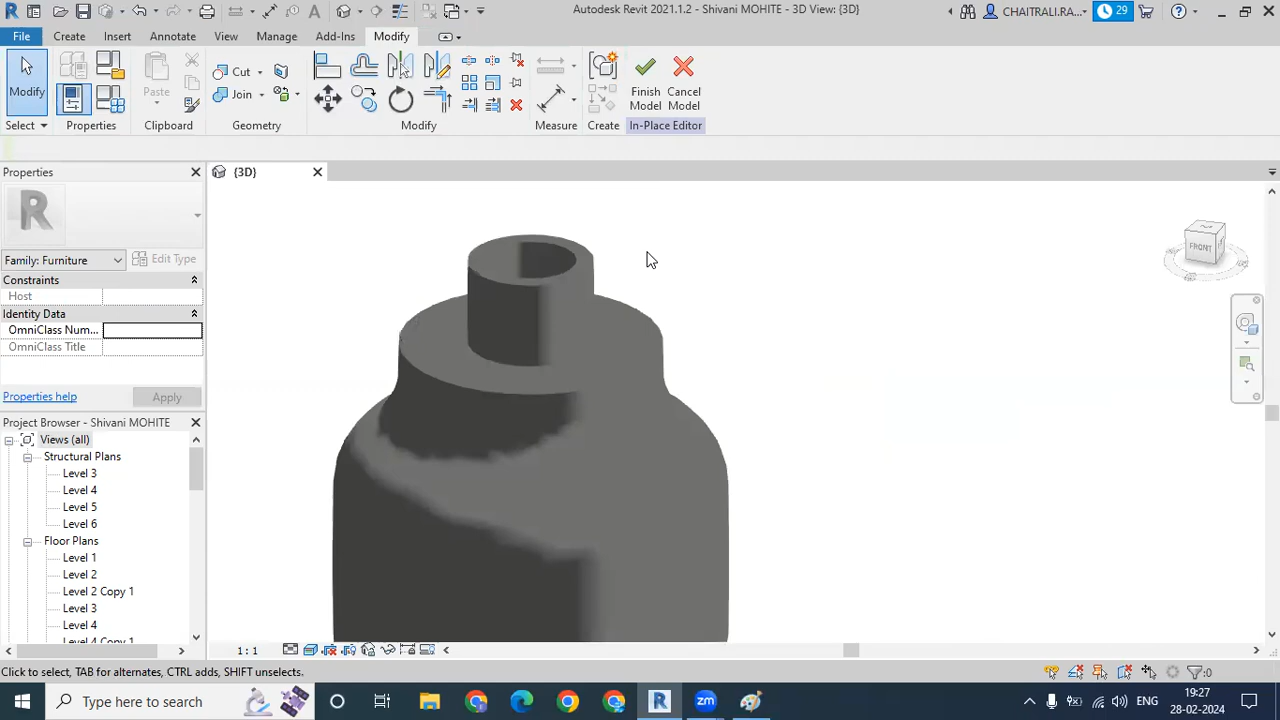 Autodesk Revit 2021.1.2 - Shivani MOHITE - 3D View: {3D}
CHAITRALI.RA...
29
File Create Insert Annotate View Manage Add-Ins Modify
Modify
Paste
Cut
Join
Finish Model
Cancel Model
Select Properties Clipboard Geometry Modify Measure Create In-Place Editor
Properties
{3D}
Family: Furniture
Edit Type
Constraints
Host
Identity Data
OmniClass Num...
OmniClass Title
Properties help
Apply
Project Browser - Shivani MOHITE
Views (all)
Structural Plans
Level 3
Level 4
Level 5
Level 6
Floor Plans
Level 1
Level 2
Level 2 Copy 1
Level 3
Level 4
Level 4 Copy 1
FRONT
1 : 1
Click to select, TAB for alternates, CTRL adds, SHIFT unselects.
:0
Type here to search
zm
ENG
19:27
28-02-2024